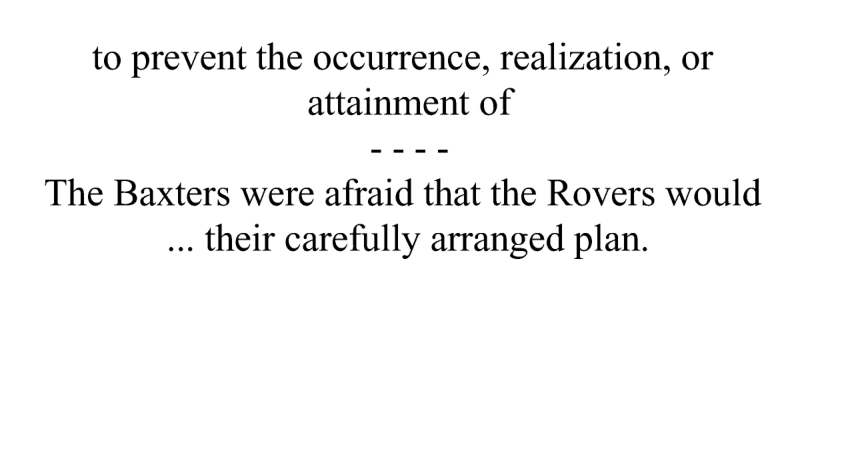 to prevent the occurrence, realization, or
attainment of
- - - -
The Baxters were afraid that the Rovers would
... their carefully arranged plan.